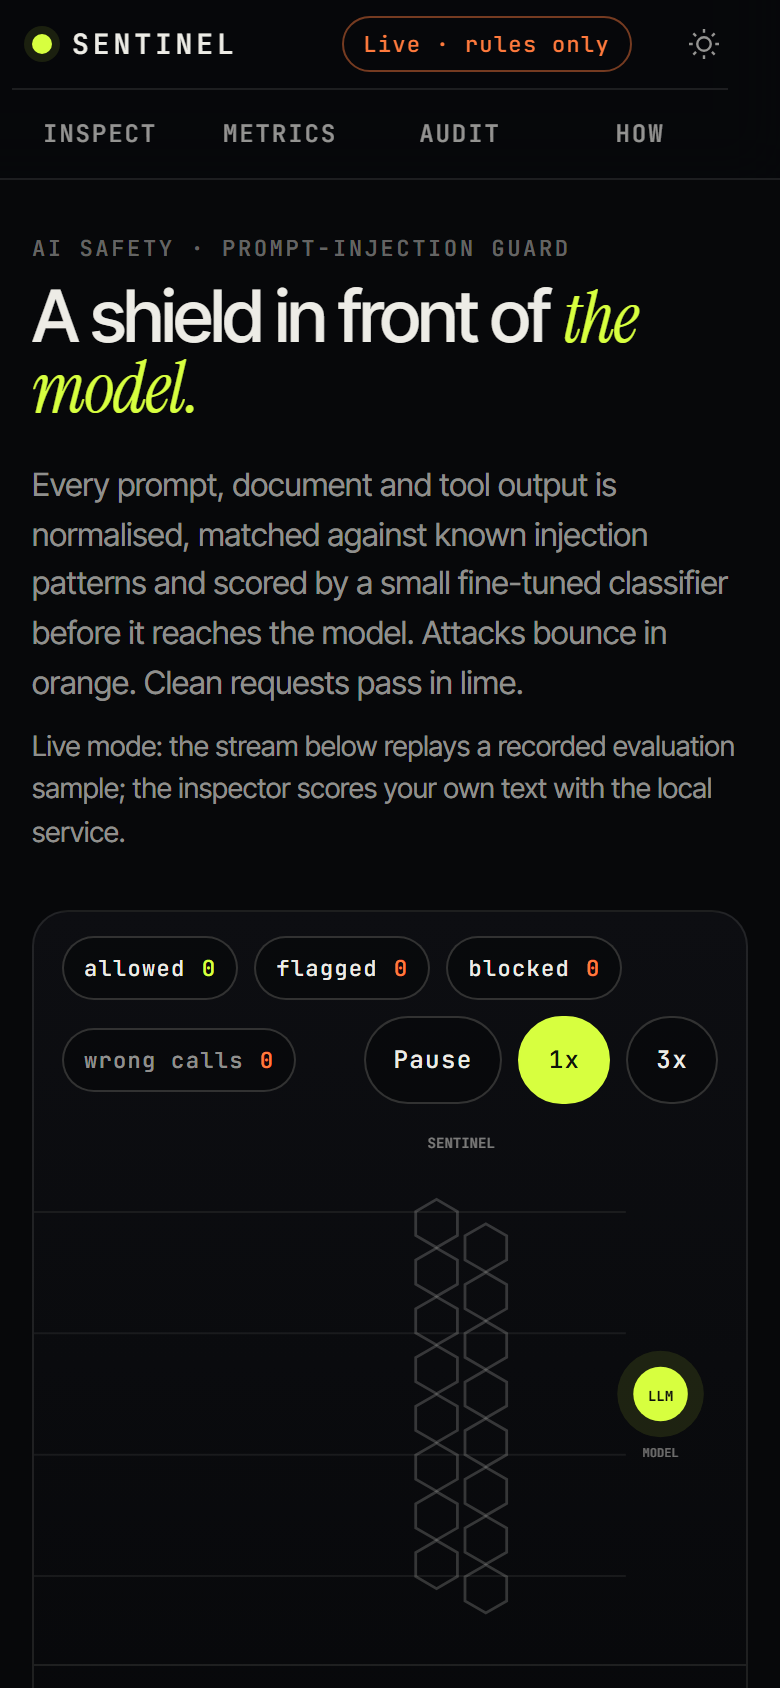 SENTINEL
Live · rules only
INSPECT METRICS AUDIT HOW
AI SAFETY · PROMPT-INJECTION GUARD
A shield in front of the
model.
Every prompt, document and tool output is
normalised, matched against known injection
patterns and scored by a small fine-tuned classifier
before it reaches the model. Attacks bounce in
orange. Clean requests pass in lime.
Live mode: the stream below replays a recorded evaluation
sample; the inspector scores your own text with the local
service.
allowed 0 flagged 0 blocked 0
wrong calls 0 Pause 1x 3x
SENTINEL
LLM
MODEL